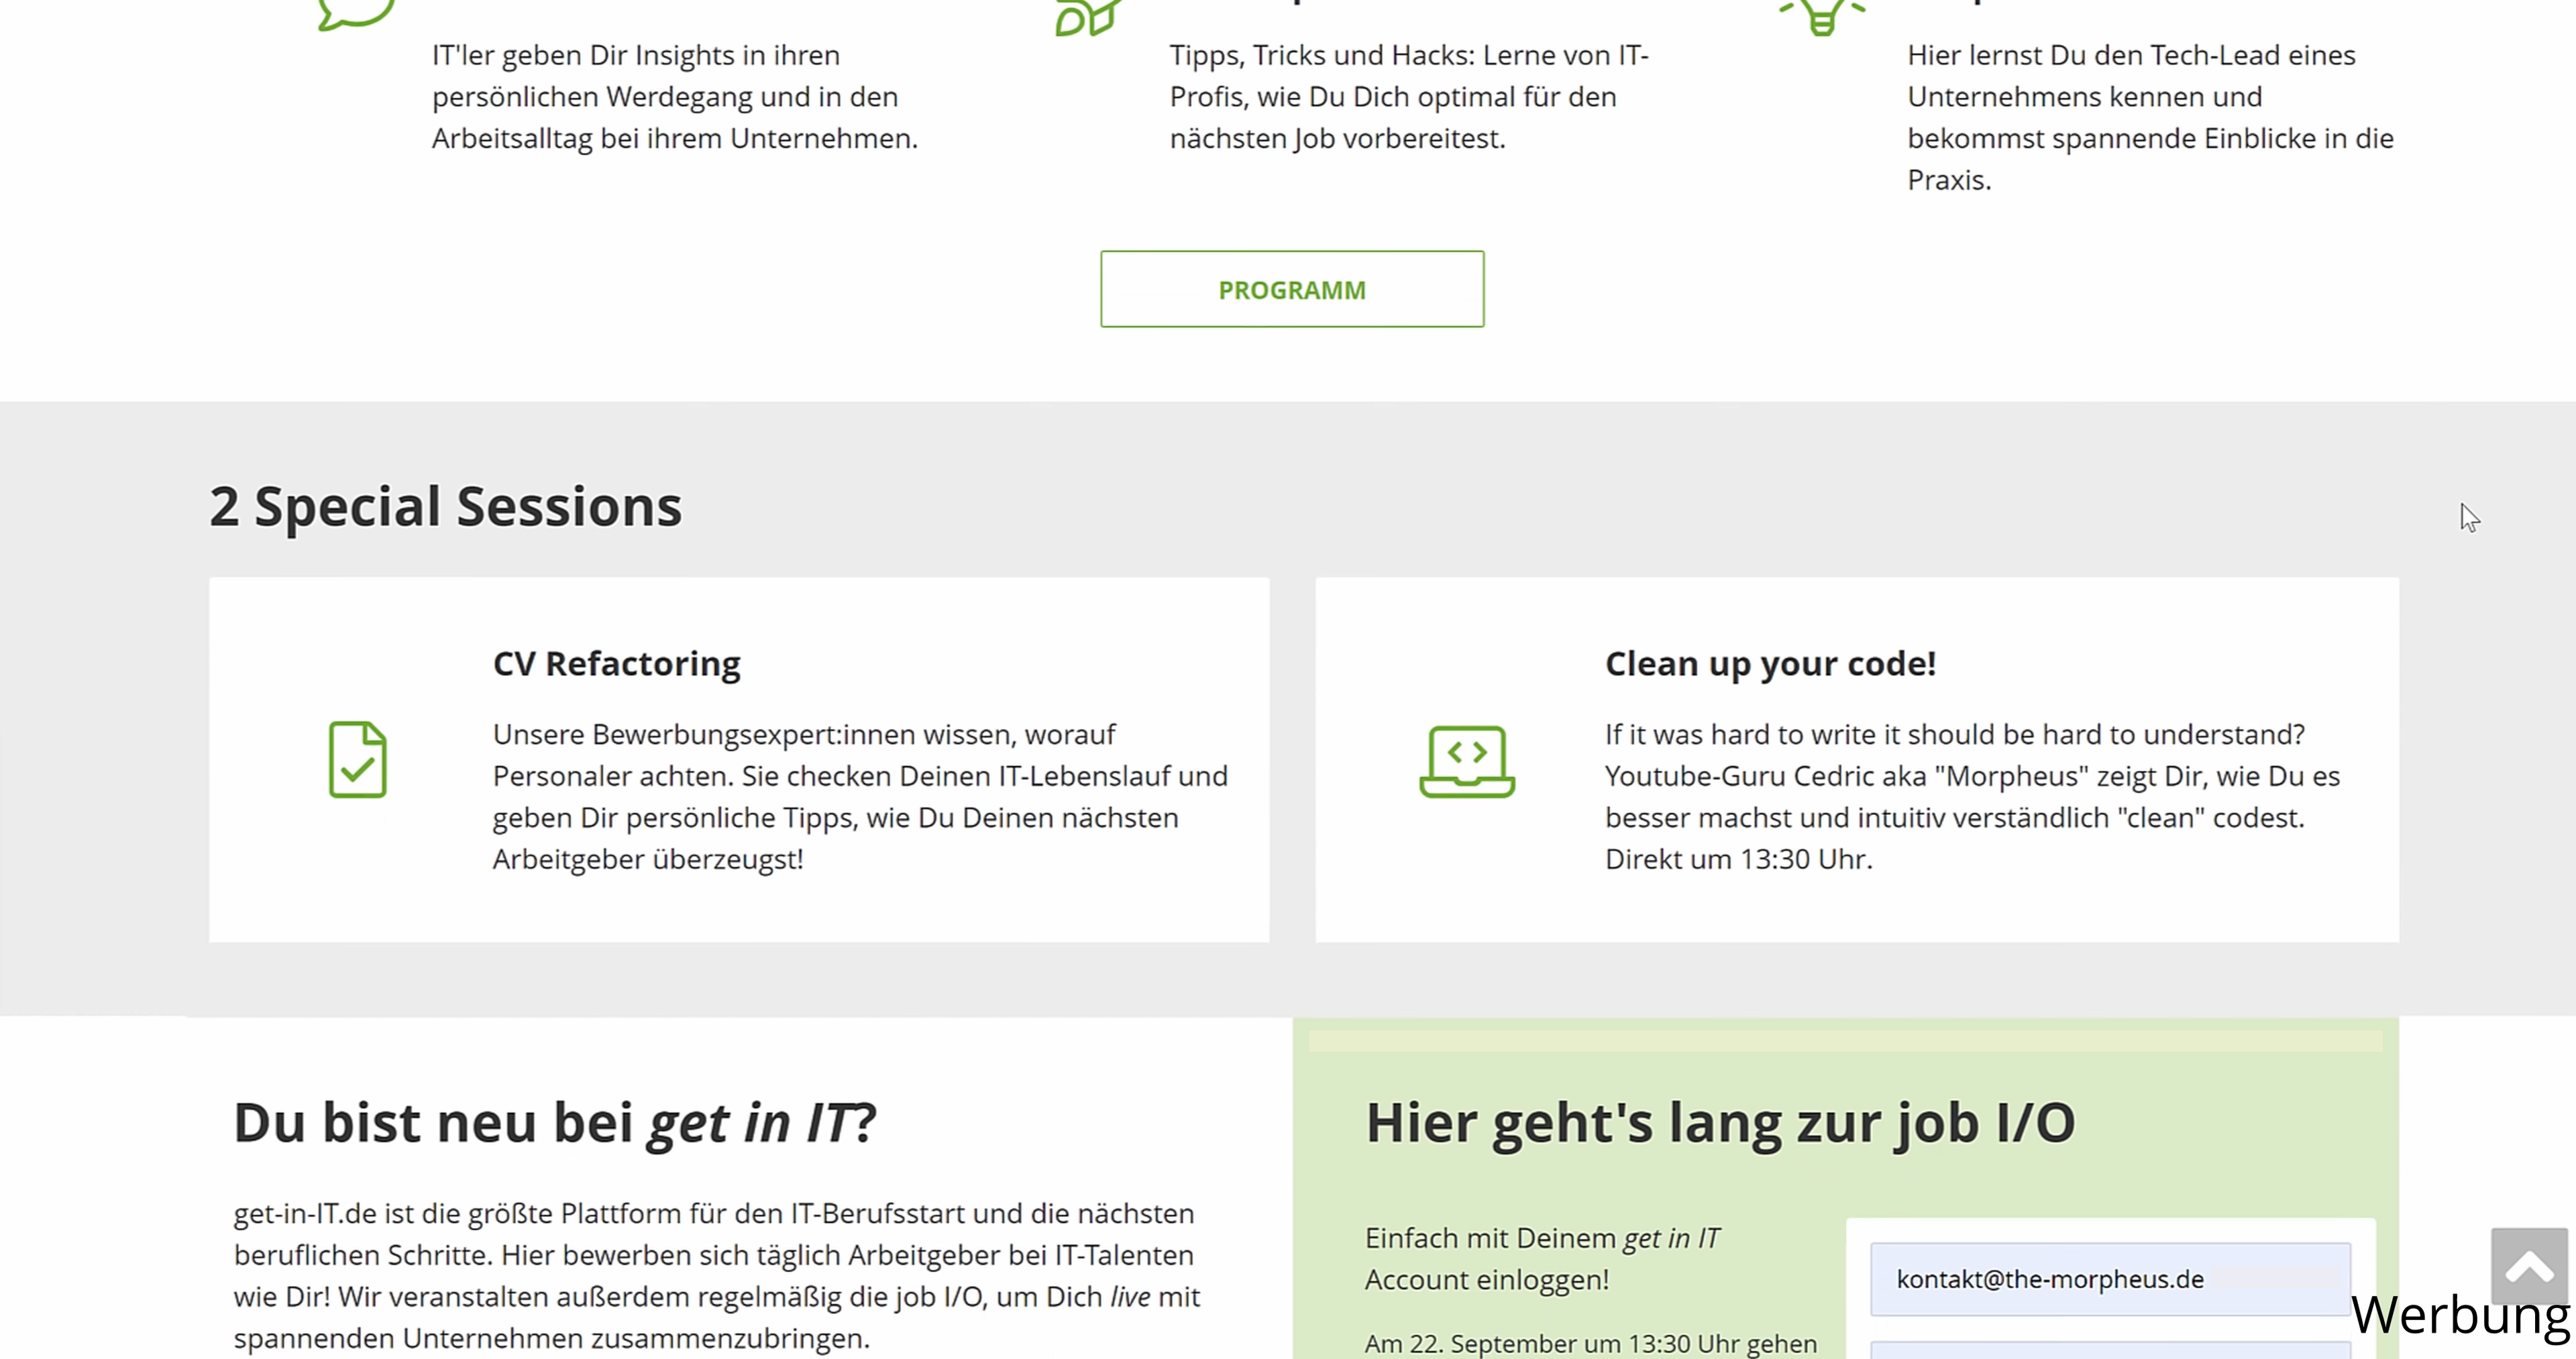 IT'ler geben Dir Insights in ihren
persönlichen Werdegang und in den
Arbeitsalltag bei ihrem Unternehmen.
Tipps, Tricks und Hacks: Lerne von IT-
Profis, wie Du Dich optimal für den
nächsten Job vorbereitest.
Hier lernst Du den Tech-Lead eines
Unternehmens kennen und
bekommst spannende Einblicke in die
Praxis.
PROGRAMM
2 Special Sessions
CV Refactoring
Unsere Bewerbungsexpert:innen wissen, worauf
Personaler achten. Sie checken Deinen IT-Lebenslauf und
geben Dir persönliche Tipps, wie Du Deinen nächsten
Arbeitgeber überzeugst!
Clean up your code!
If it was hard to write it should be hard to understand?
Youtube-Guru Cedric aka "Morpheus" zeigt Dir, wie Du es
besser machst und intuitiv verständlich "clean" codest.
Direkt um 13:30 Uhr.
Du bist neu bei get in IT?
get-in-IT.de ist die größte Plattform für den IT-Berufsstart und die nächsten
beruflichen Schritte. Hier bewerben sich täglich Arbeitgeber bei IT-Talenten
wie Dir! Wir veranstalten außerdem regelmäßig die job I/O, um Dich live mit
spannenden Unternehmen zusammenzubringen.
Hier geht's lang zur job I/O
Einfach mit Deinem get in IT
Account einloggen!
Am 22. September um 13:30 Uhr gehen
kontakt@the-morpheus.de
Werbung